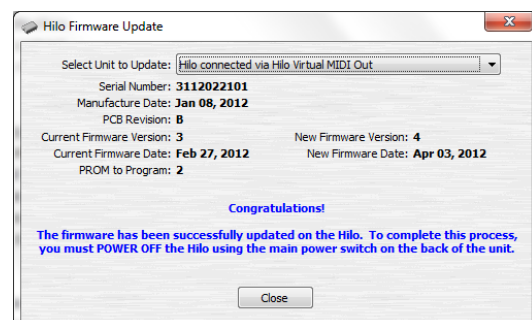 Hilo Firmware Update
Select Unit to Update: Hilo connected via Hilo Virtual MIDI Out
Serial Number: 3112022101
Manufacture Date: Jan 08, 2012
PCB Revision: B
Current Firmware Version: 3 New Firmware Version: 4
Current Firmware Date: Feb 27, 2012 New Firmware Date: Apr 03, 2012
PROM to Program: 2
Congratulations!
The firmware has been successfully updated on the Hilo. To complete this process,
you must POWER OFF the Hilo using the main power switch on the back of the unit.
Close